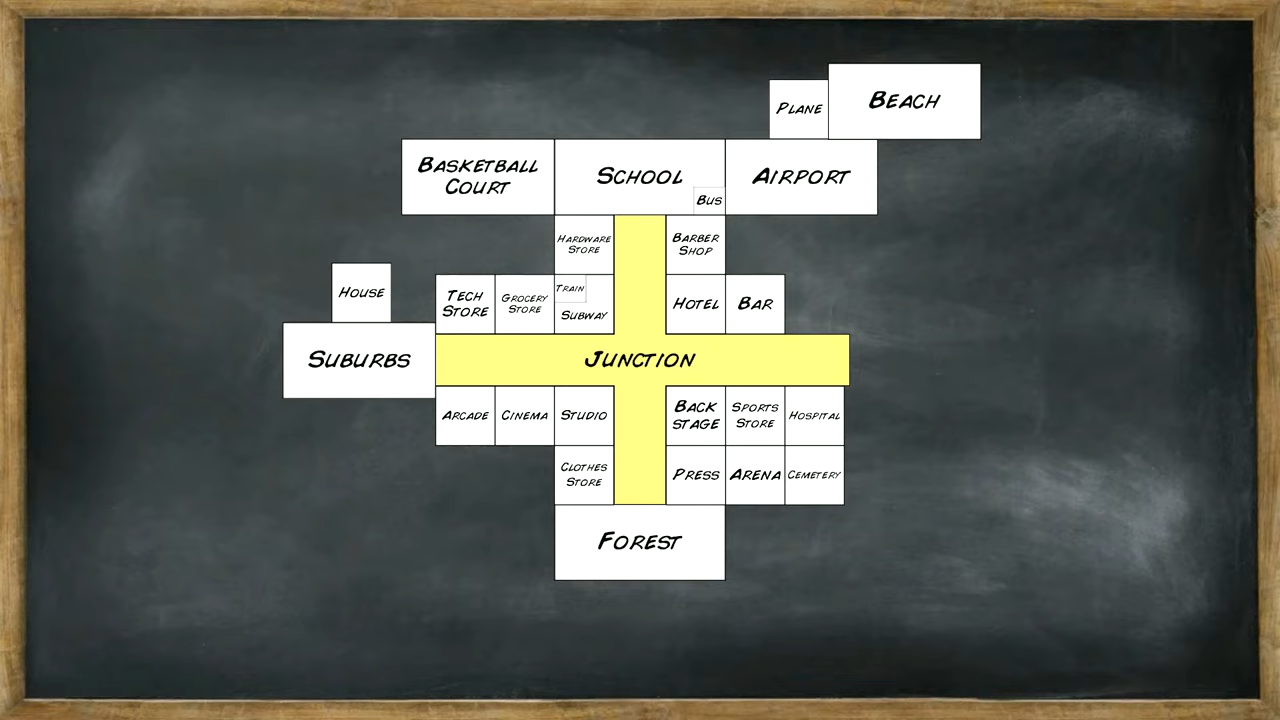 BEACH
PLANE
BASKETBALL
COURT
SCHOOL
AIRPORT
BUS
HARDWARE
STORE
BARBER
SHOP
HOUSE
TECH
STORE
GROCERY
STORE
TRAIN
SUBWAY
HOTEL
BAR
SUBURBS
JUNCTION
ARCADE
CINEMA
STUDIO
BACK
STAGE
SPORTS
STORE
HOSPITAL
CLOTHES
STORE
PRESS
ARENA
CEMETERY
FOREST